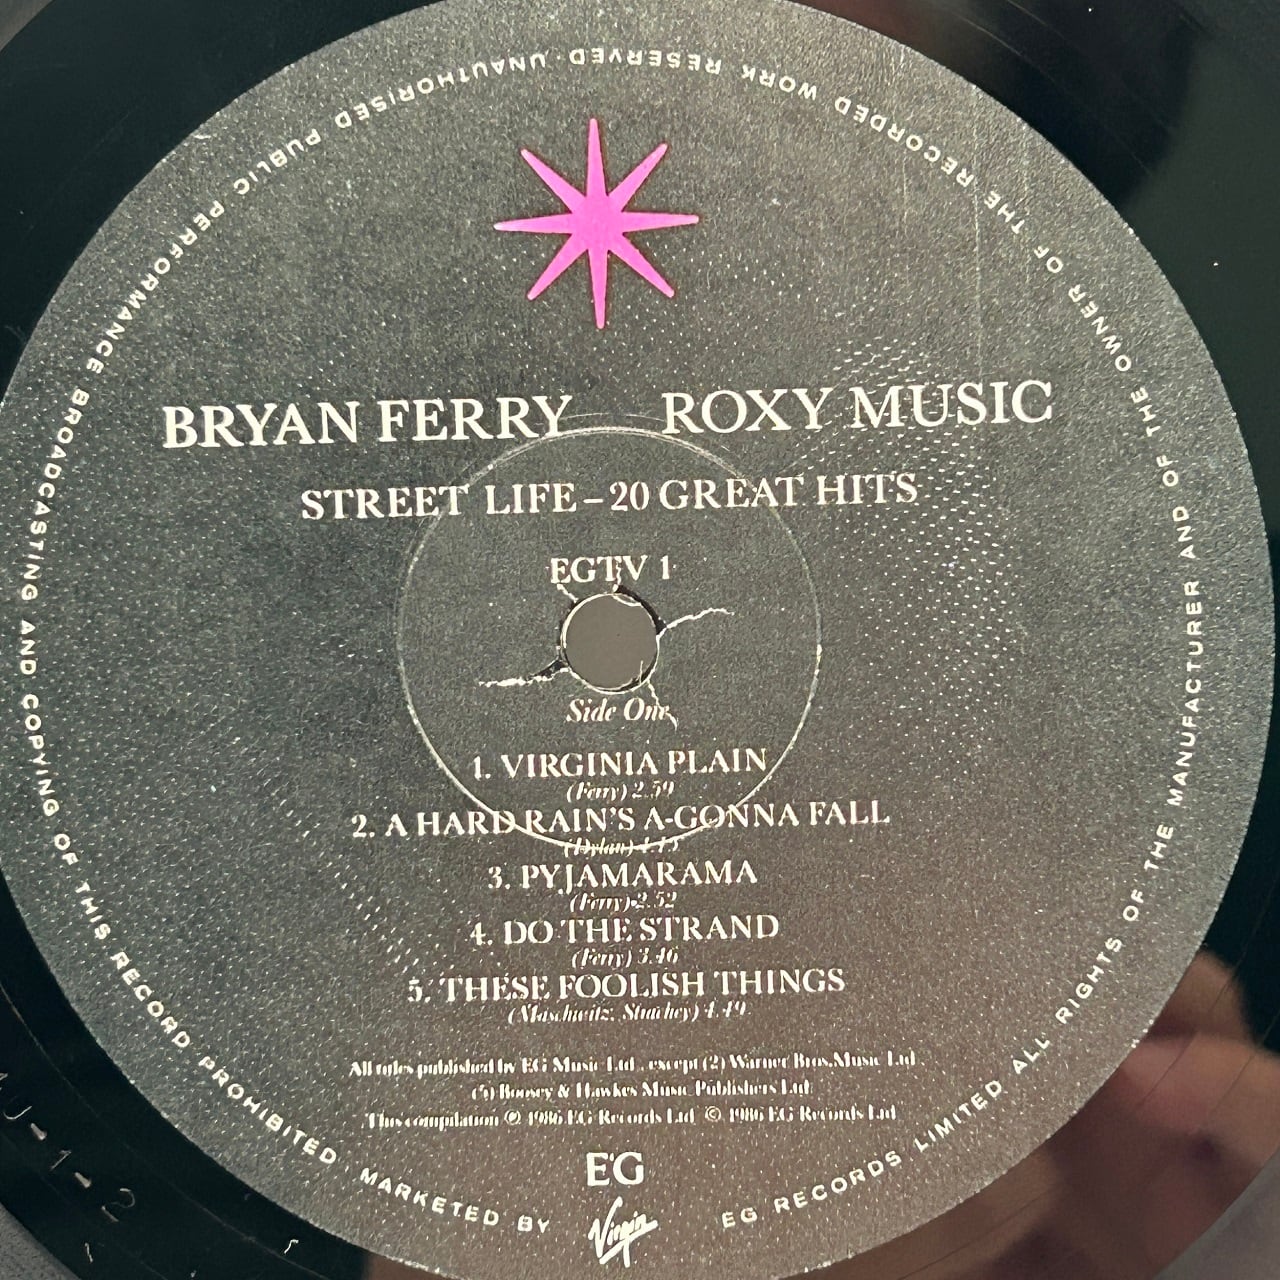 BRYAN FERRY ROXY MUSIC
STREET LIFE – 20 GREAT HITS
EGTV 1
Side One
1. VIRGINIA PLAIN
(Ferry) 2.59
2. A HARD RAIN'S A-GONNA FALL
(Dylan) 4.15
3. PYJAMARAMA
(Ferry) 2.52
4. DO THE STRAND
(Ferry) 3.46
5. THESE FOOLISH THINGS
(Maschwitz, Strachey) 4.49
All titles published by EG Music Ltd., except (2) Warner Bros. Music Ltd.
(5) Boosey & Hawkes Music Publishers Ltd.
This compilation ℗ 1986 EG Records Ltd © 1986 EG Records Ltd
EG
Virgin
MARKETED BY EG RECORDS LIMITED ALL RIGHTS OF THE MANUFACTURER AND OF THE OWNER OF THE RECORDED WORK RESERVED · UNAUTHORISED PUBLIC PERFORMANCE BROADCASTING AND COPYING OF THIS RECORD PROHIBITED ·